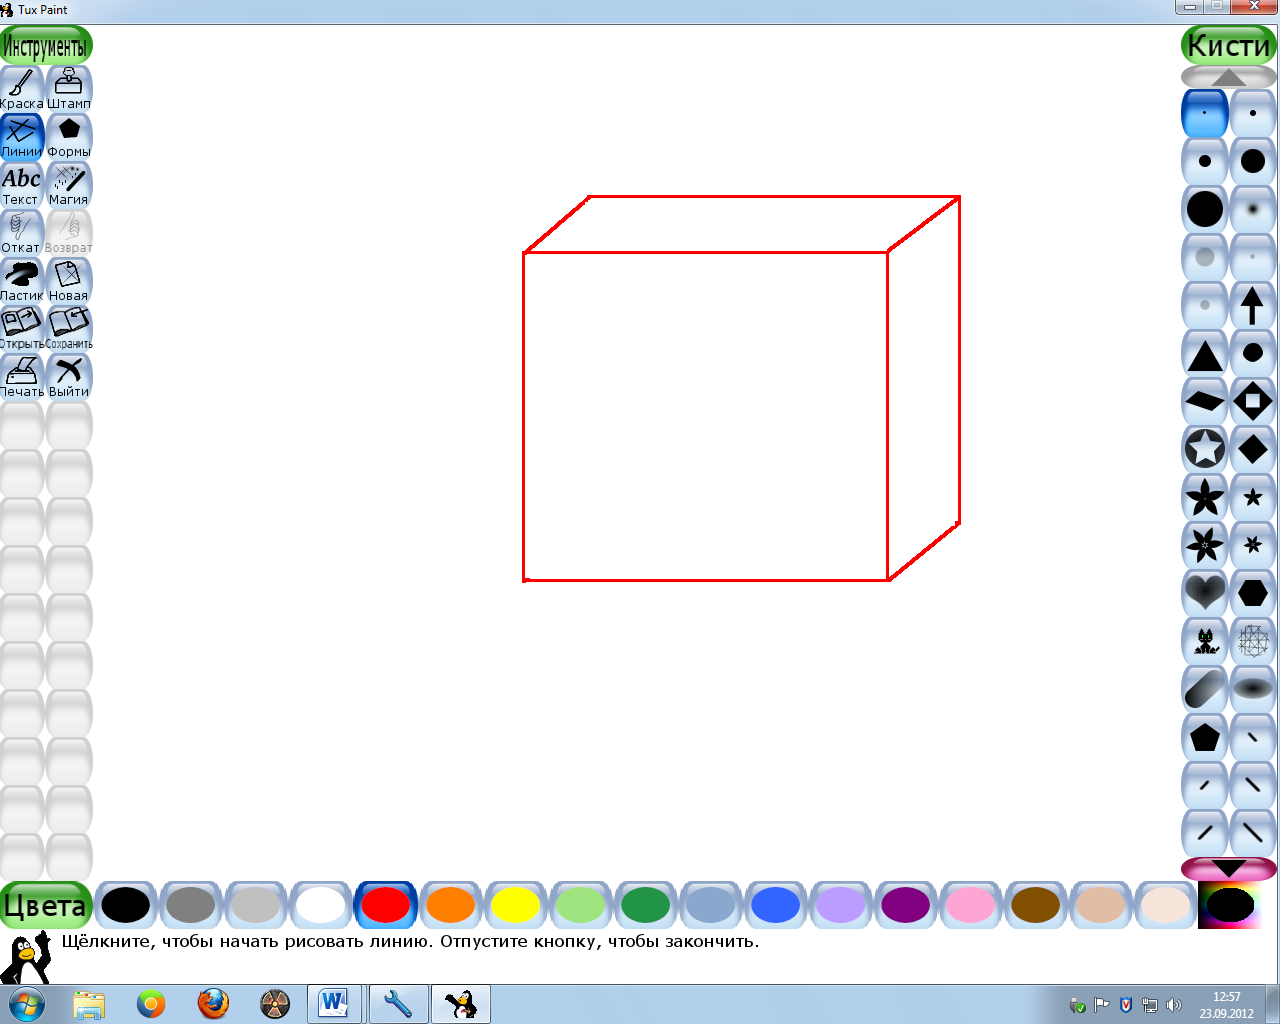 Tux Paint
Инструменты
Кисти
Краска Штамп
Линии Формы
Abc
Текст Магия
Откат Возврат
Ластик Новая
Открыть Сохранить
Печать Выйти
Цвета
Щёлкните, чтобы начать рисовать линию. Отпустите кнопку, чтобы закончить.
12:57
23.09.2012